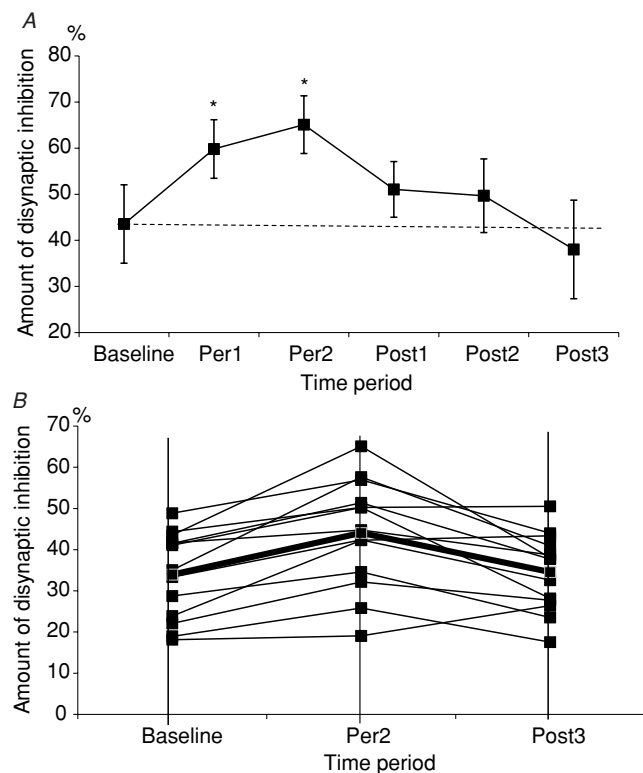 A
%
80
70
60
50
40
30
20
Amount of disynaptic inhibition
* *
Baseline Per1 Per2 Post1 Post2 Post3
Time period
B
%
70
60
50
40
30
20
10
0
Amount of disynaptic inhibition
Baseline Per2 Post3
Time period